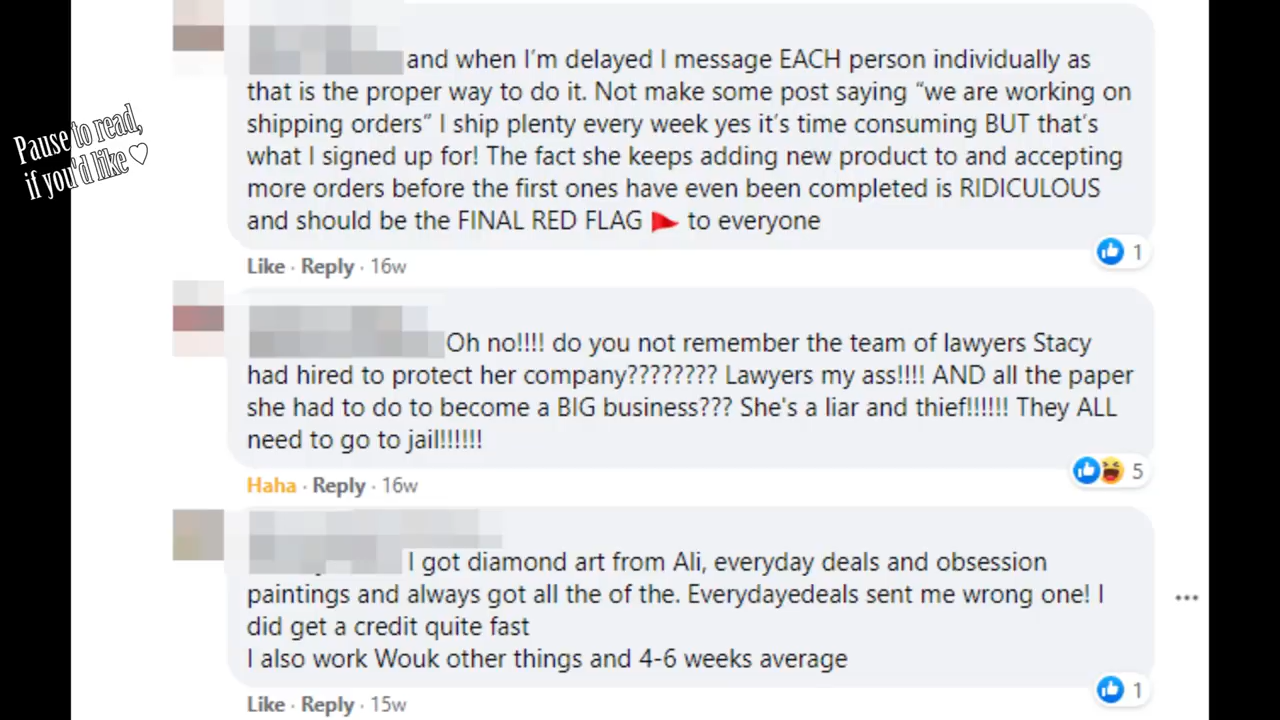 Pause to read,
if you'd like♡
and when I'm delayed I message EACH person individually as
that is the proper way to do it. Not make some post saying “we are working on
shipping orders” I ship plenty every week yes it's time consuming BUT that's
what I signed up for! The fact she keeps adding new product to and accepting
more orders before the first ones have even been completed is RIDICULOUS
and should be the FINAL RED FLAG 🚩 to everyone
Like · Reply · 16w
1
Oh no!!!! do you not remember the team of lawyers Stacy
had hired to protect her company???????? Lawyers my ass!!!! AND all the paper
she had to do to become a BIG business??? She's a liar and thief!!!!!! They ALL
need to go to jail!!!!!!
Haha · Reply · 16w
5
I got diamond art from Ali, everyday deals and obsession
paintings and always got all the of the. Everydayedeals sent me wrong one! I
did get a credit quite fast
I also work Wouk other things and 4-6 weeks average
Like · Reply · 15w
1